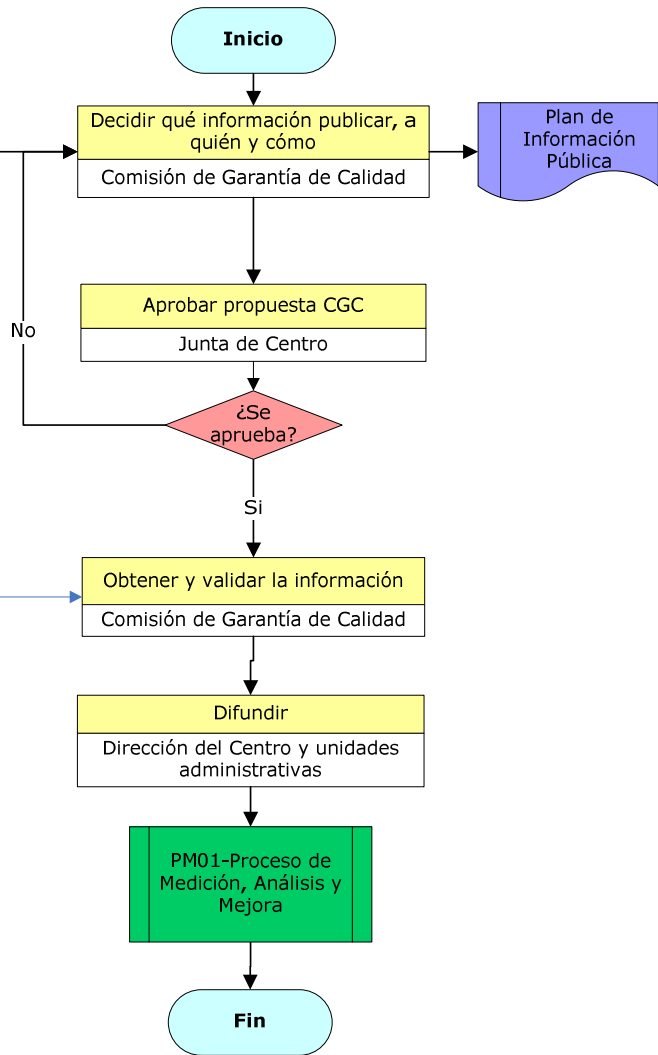 Inicio
Decidir qué información publicar, a
quién y cómo
Comisión de Garantía de Calidad
Plan de
Información
Pública
Aprobar propuesta CGC
Junta de Centro
No
¿Se
aprueba?
Si
Obtener y validar la información
Comisión de Garantía de Calidad
Difundir
Dirección del Centro y unidades
administrativas
PM01-Proceso de
Medición, Análisis y
Mejora
Fin